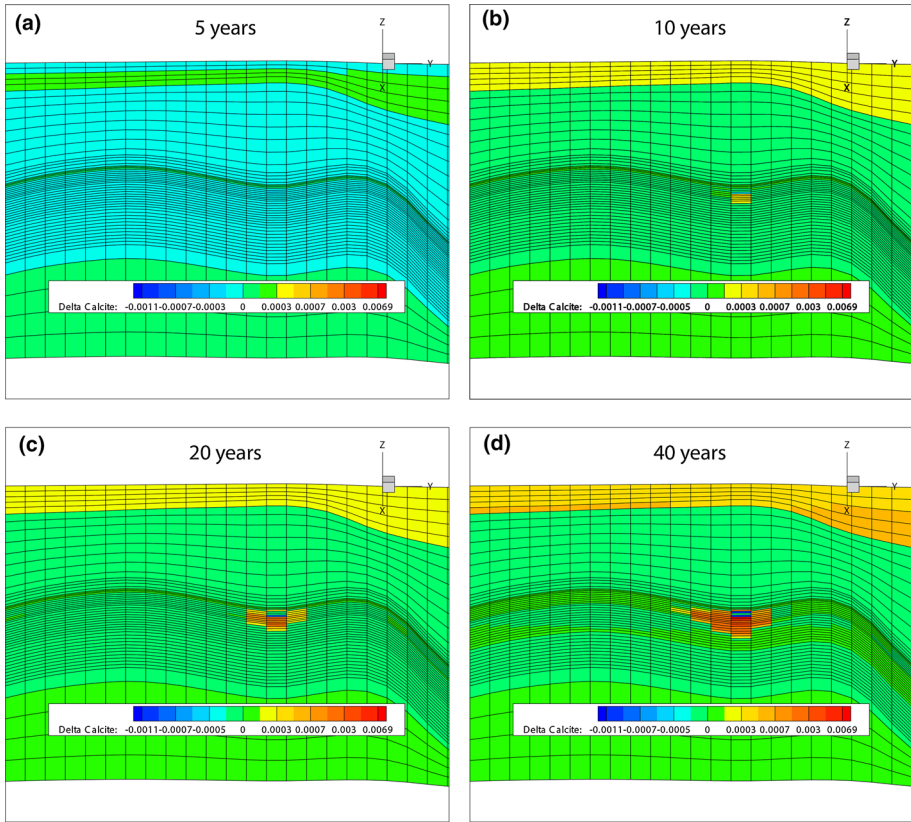 (a)
5 years
Z
Y
X
Delta Calcite: -0.0011 -0.0007 -0.0003 0 0.0003 0.0007 0.003 0.0069
(b)
10 years
Z
Y
X
Delta Calcite: -0.0011 -0.0007 -0.0005 0 0.0003 0.0007 0.003 0.0069
(c)
20 years
Z
Y
X
Delta Calcite: -0.0011 -0.0007 -0.0005 0 0.0003 0.0007 0.003 0.0069
(d)
40 years
Z
Y
X
Delta Calcite: -0.0011 -0.0007 -0.0005 0 0.0003 0.0007 0.003 0.0069